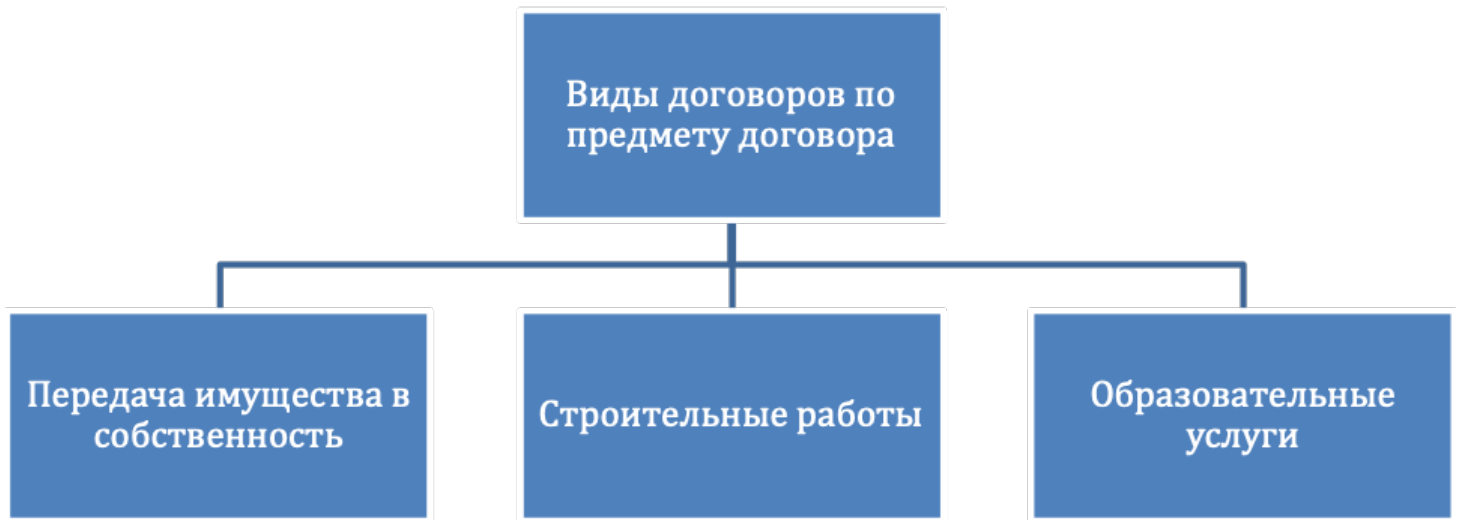 Виды договоров по
предмету договора
Передача имущества в
собственность
Строительные работы
Образовательные
услуги